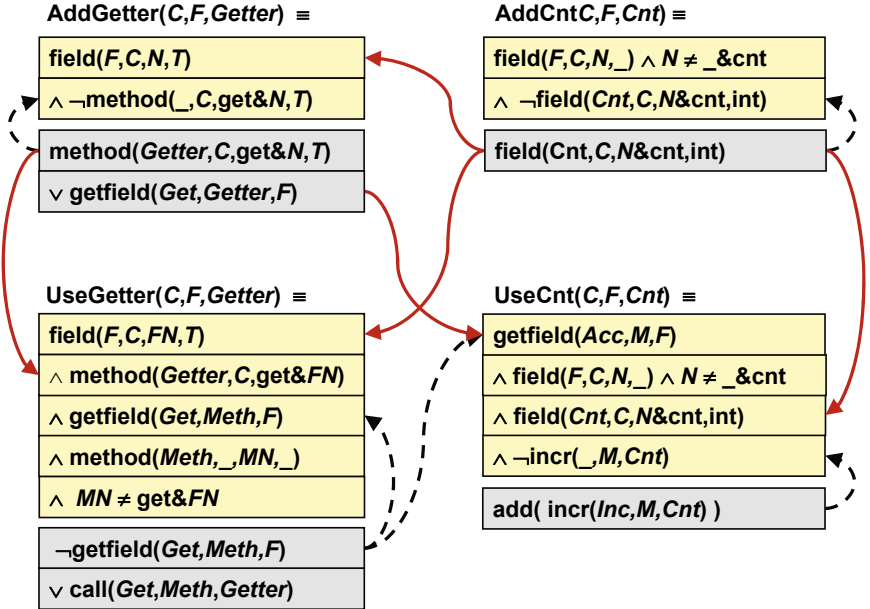 AddGetter(C,F,Getter) ≡
field(F,C,N,T)
∧ ¬method(_,C,get&N,T)
method(Getter,C,get&N,T)
∨ getfield(Get,Getter,F)
AddCntC,F,Cnt) ≡
field(F,C,N,_) ∧ N ≠ _&cnt
∧ ¬field(Cnt,C,N&cnt,int)
field(Cnt,C,N&cnt,int)
UseGetter(C,F,Getter) ≡
field(F,C,FN,T)
∧ method(Getter,C,get&FN)
∧ getfield(Get,Meth,F)
∧ method(Meth,_,MN,_)
∧ MN ≠ get&FN
¬getfield(Get,Meth,F)
∨ call(Get,Meth,Getter)
UseCnt(C,F,Cnt) ≡
getfield(Acc,M,F)
∧ field(F,C,N,_) ∧ N ≠ _&cnt
∧ field(Cnt,C,N&cnt,int)
∧ ¬incr(_,M,Cnt)
add( incr(Inc,M,Cnt) )